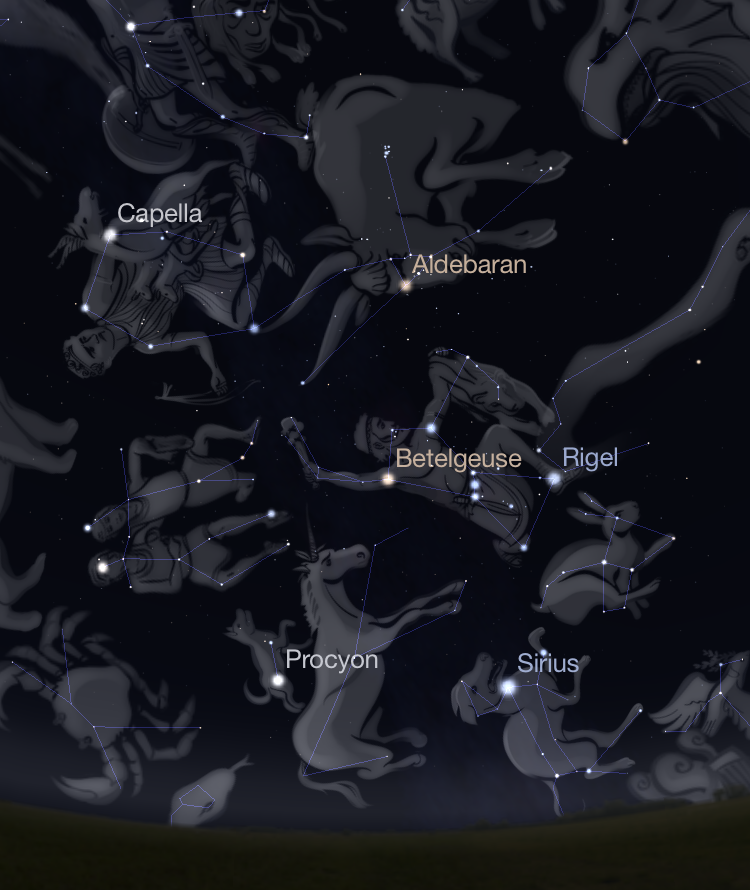 Capella
Aldebaran
Betelgeuse
Rigel
Procyon
Sirius